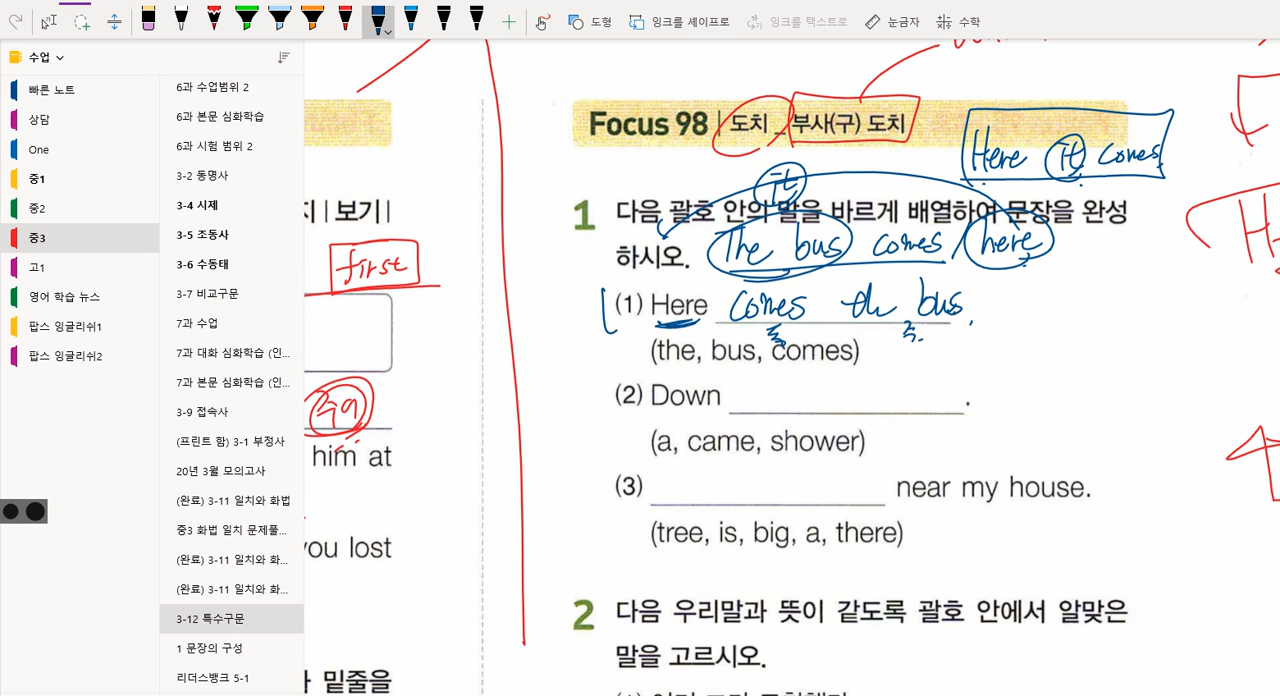 도형
잉크를 셰이프로
잉크를 텍스트로
눈금자
수학
수업
빠른 노트
상담
One
중1
중2
중3
고1
영어 학습 뉴스
팝스 잉글리쉬1
팝스 잉글리쉬2
6과 수업범위 2
6과 본문 심화학습
6과 시험 범위 2
3-2 동명사
3-4 시제
3-5 조동사
3-6 수동태
3-7 비교구문
7과 수업
7과 대화 심화학습 (인...
7과 본문 심화학습 (인...
3-9 접속사
(프린트 함) 3-1 부정사
20년 3월 모의고사
(완료) 3-11 일치와 화법
중3 화법 일치 문제풀...
(완료) 3-11 일치와 화...
(완료) 3-11 일치와 화...
3-12 특수구문
1 문장의 구성
리더스뱅크 5-1
| 보기 |
first
주어
him at
you lost
밑줄을
Focus 98 | 도치 _ 부사(구) 도치
Here it comes
it
1 다음 괄호 안의 말을 바르게 배열하여 문장을 완성
하시오.
The bus comes here
(1) Here comes the bus.
(the, bus, comes)
(2) Down .
(a, came, shower)
(3) near my house.
(tree, is, big, a, there)
2 다음 우리말과 뜻이 같도록 괄호 안에서 알맞은
말을 고르시오.